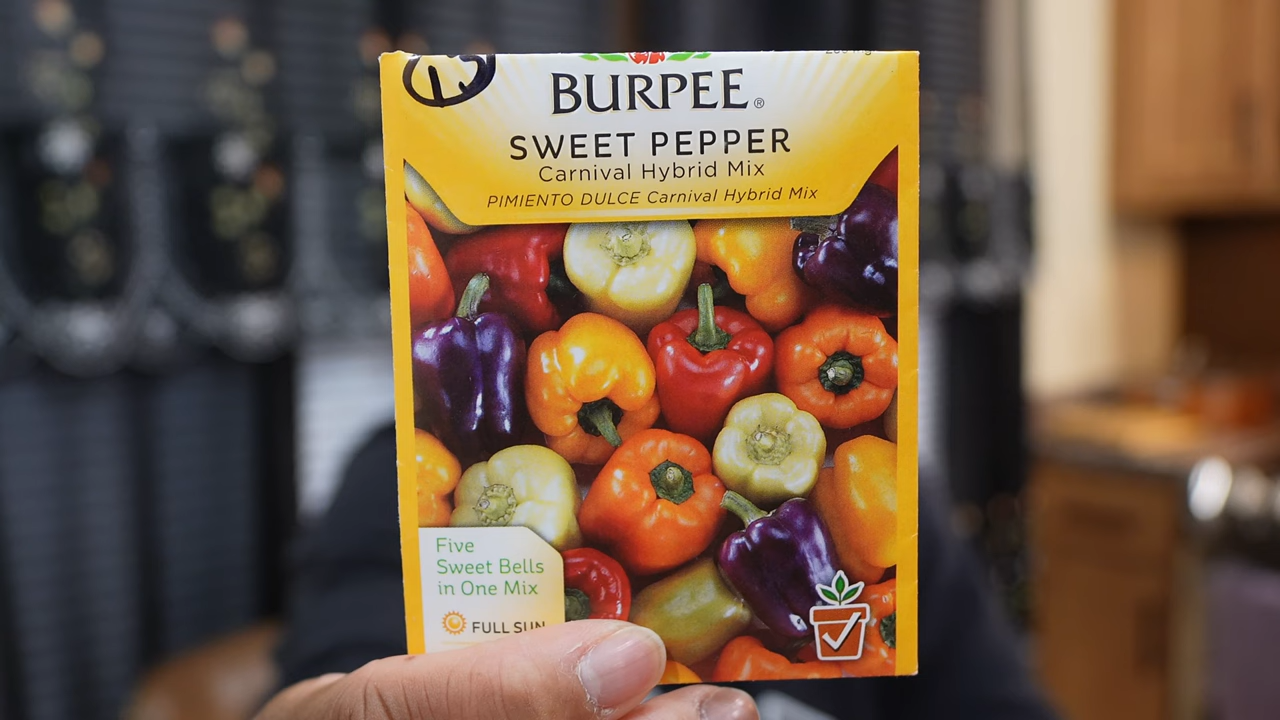 15
BURPEE®
SWEET PEPPER
Carnival Hybrid Mix
PIMIENTO DULCE Carnival Hybrid Mix
Five
Sweet Bells
in One Mix
FULL SUN